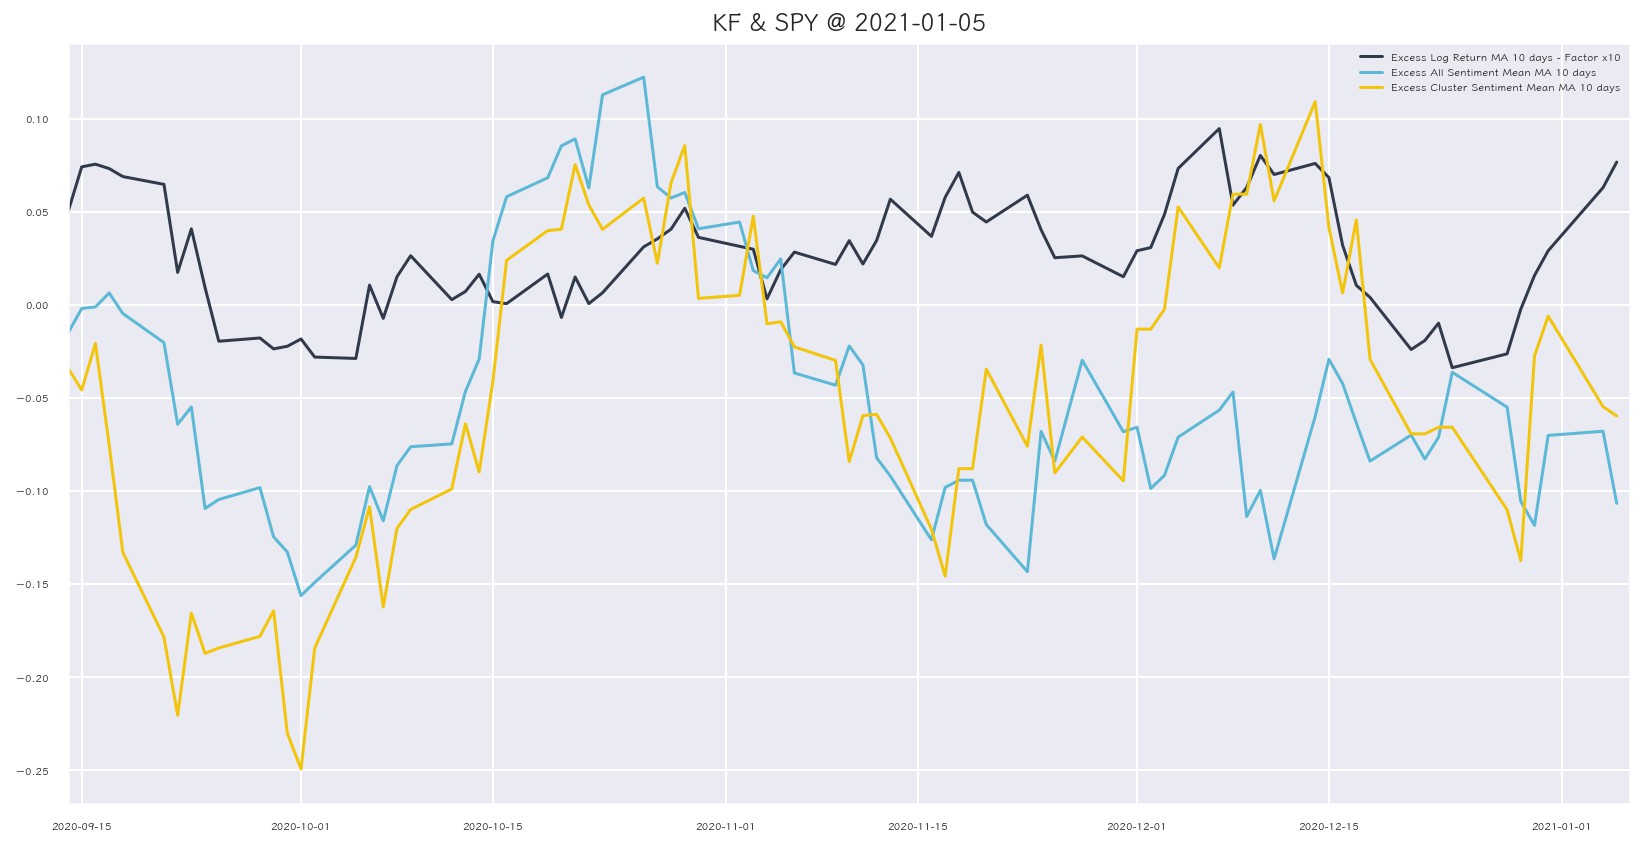 KF & SPY @ 2021-01-05
Excess Log Return MA 10 days - Factor x10
Excess All Sentiment Mean MA 10 days
Excess Cluster Sentiment Mean MA 10 days
0.10
0.05
0.00
−0.05
−0.10
−0.15
−0.20
−0.25
2020-09-15 2020-10-01 2020-10-15 2020-11-01 2020-11-15 2020-12-01 2020-12-15 2021-01-01